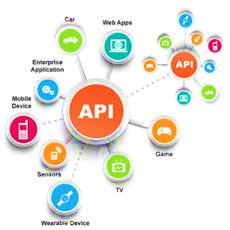 Car
Web Apps
Enterprise
Application
API
Mobile
Device
API
Game
Sensors
TV
Wearable Device